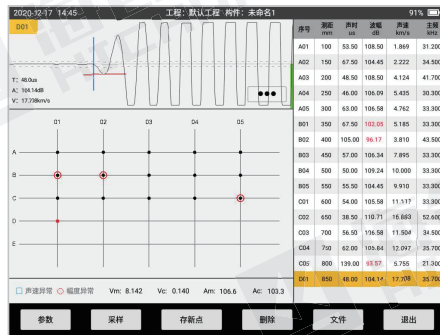 2020-12-17 14:45 工程：默认工程 构件：未命名1 91%
D01
T: 48.0us
A: 104.14dB
V: 17.708km/s
01 02 03 04 05
A
B
C
D
E
声速异常 幅度异常 Vm: 8.142 Vc: 0.140 Am: 106.6 Ac: 103.3
序号 测距 声时 波幅 声速 主频
mm us dB km/s kHz
A01 100 53.50 108.50 1.869 31.200
A02 150 67.50 104.45 2.222 34.500
A03 200 48.50 108.50 4.124 41.700
A04 250 46.00 106.09 5.435 30.300
A05 300 63.00 106.58 4.762 33.300
B01 350 67.50 102.05 5.185 33.300
B02 400 105.00 96.17 3.810 43.500
B03 450 57.00 106.34 7.895 33.300
B04 500 50.00 109.24 10.000 33.300
B05 550 55.50 104.45 9.910 33.300
C01 600 54.00 105.58 11.117 33.300
C02 650 38.50 110.71 16.883 52.600
C03 700 56.50 106.58 11.504 34.500
C04 750 62.00 105.84 12.097 35.700
C05 800 139.00 93.57 5.755 21.300
D01 850 48.00 104.14 17.708 35.700
参数 采样 存新点 删除 文件 退出